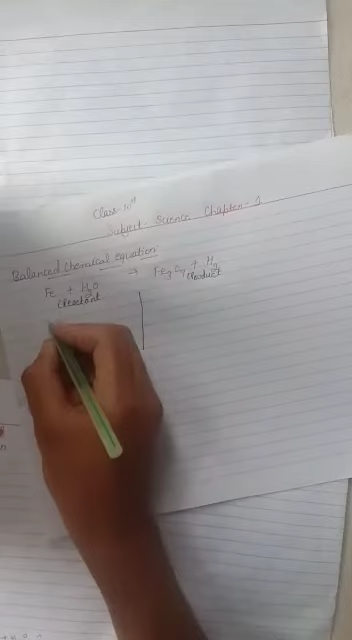 Class-10th
Subject- Science Chapter-1
Balanced chemical equation:
Fe + H2O → Fe3O4 + H2
(Reactant (Product